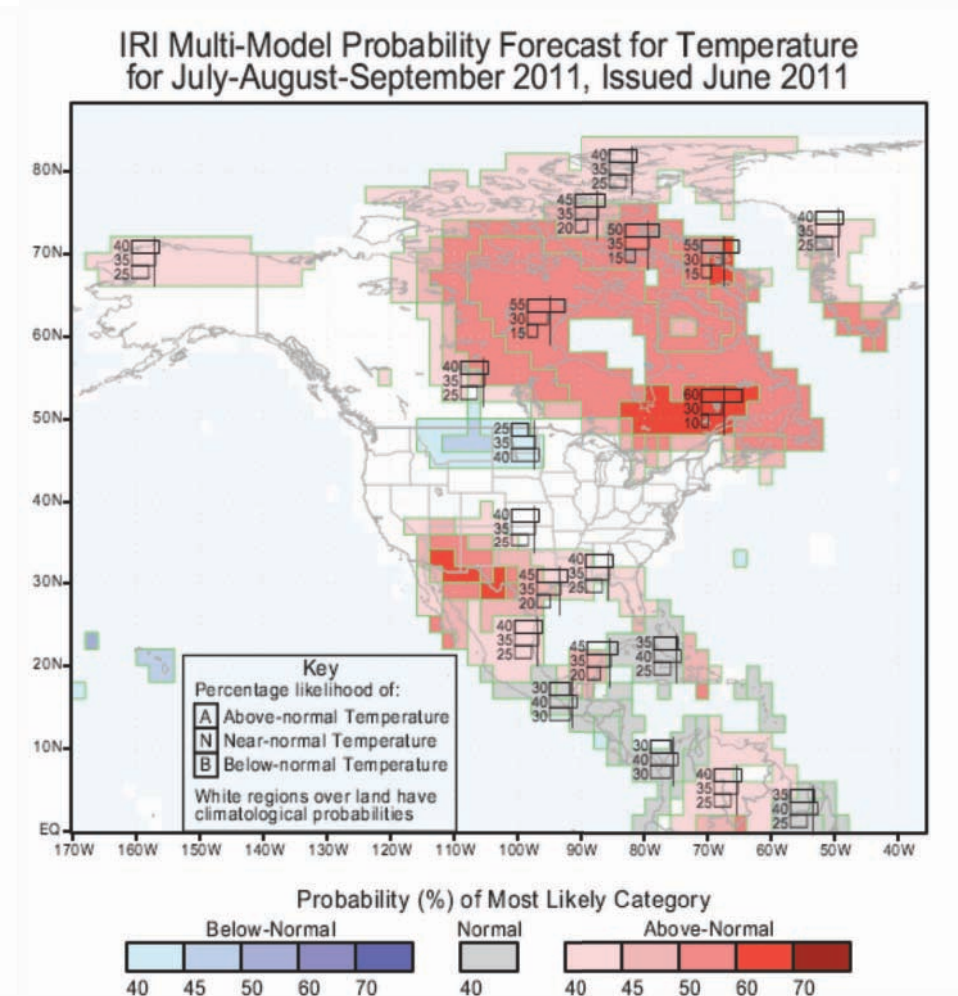 IRI Multi-Model Probability Forecast for Temperature
for July-August-September 2011, Issued June 2011
80N
70N
60N
50N
40N
30N
20N
10N
EQ
40
35
25
45
35
20
50
35
15
55
30
15
40
35
25
40
35
25
55
30
15
40
35
25
60
30
10
25
35
40
40
35
25
45
35
20
40
35
25
40
35
25
45
35
20
35
40
25
30
40
30
30
40
30
40
35
25
35
40
25
Key
Percentage likelihood of:
A Above-normal Temperature
N Near-normal Temperature
B Below-normal Temperature
White regions over land have
climatological probabilities
170W 160W 150W 140W 130W 120W 110W 100W 90W 80W 70W 60W 50W 40W
Probability (%) of Most Likely Category
Below-Normal Normal Above-Normal
40 45 50 60 70 40 40 45 50 60 70